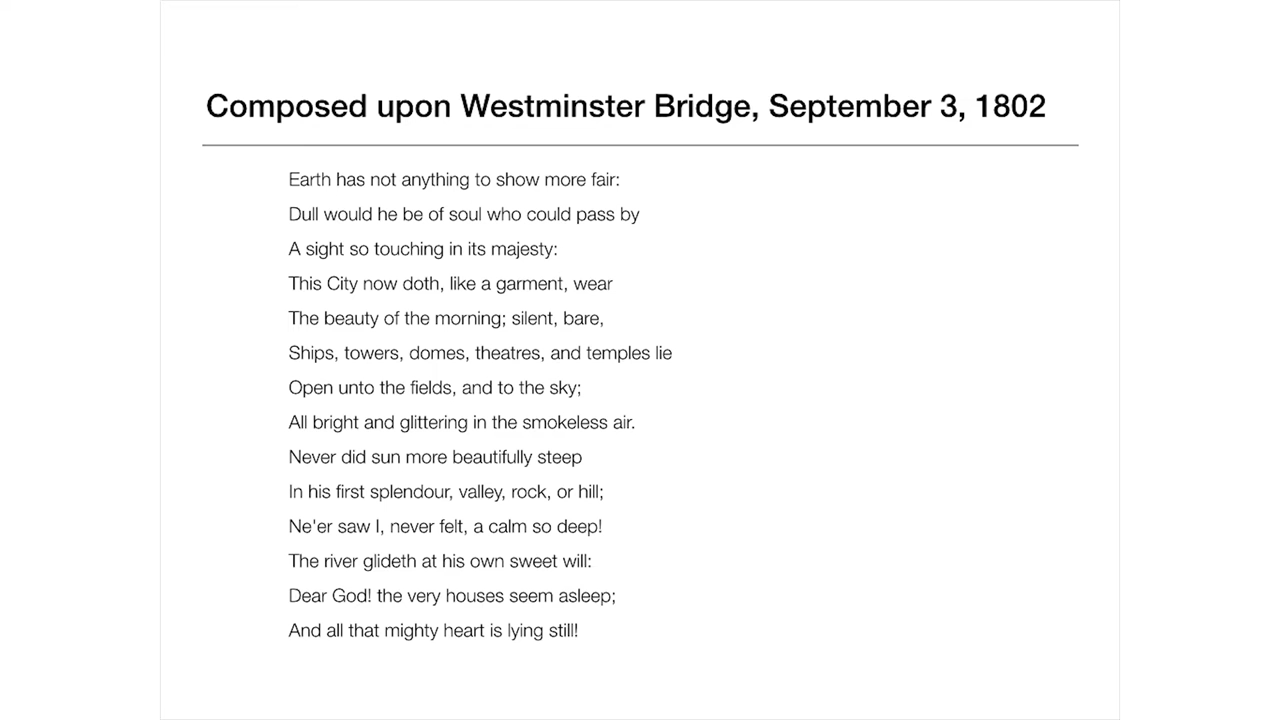 Composed upon Westminster Bridge, September 3, 1802
Earth has not anything to show more fair:
Dull would he be of soul who could pass by
A sight so touching in its majesty:
This City now doth, like a garment, wear
The beauty of the morning; silent, bare,
Ships, towers, domes, theatres, and temples lie
Open unto the fields, and to the sky;
All bright and glittering in the smokeless air.
Never did sun more beautifully steep
In his first splendour, valley, rock, or hill;
Ne'er saw I, never felt, a calm so deep!
The river glideth at his own sweet will:
Dear God! the very houses seem asleep;
And all that mighty heart is lying still!